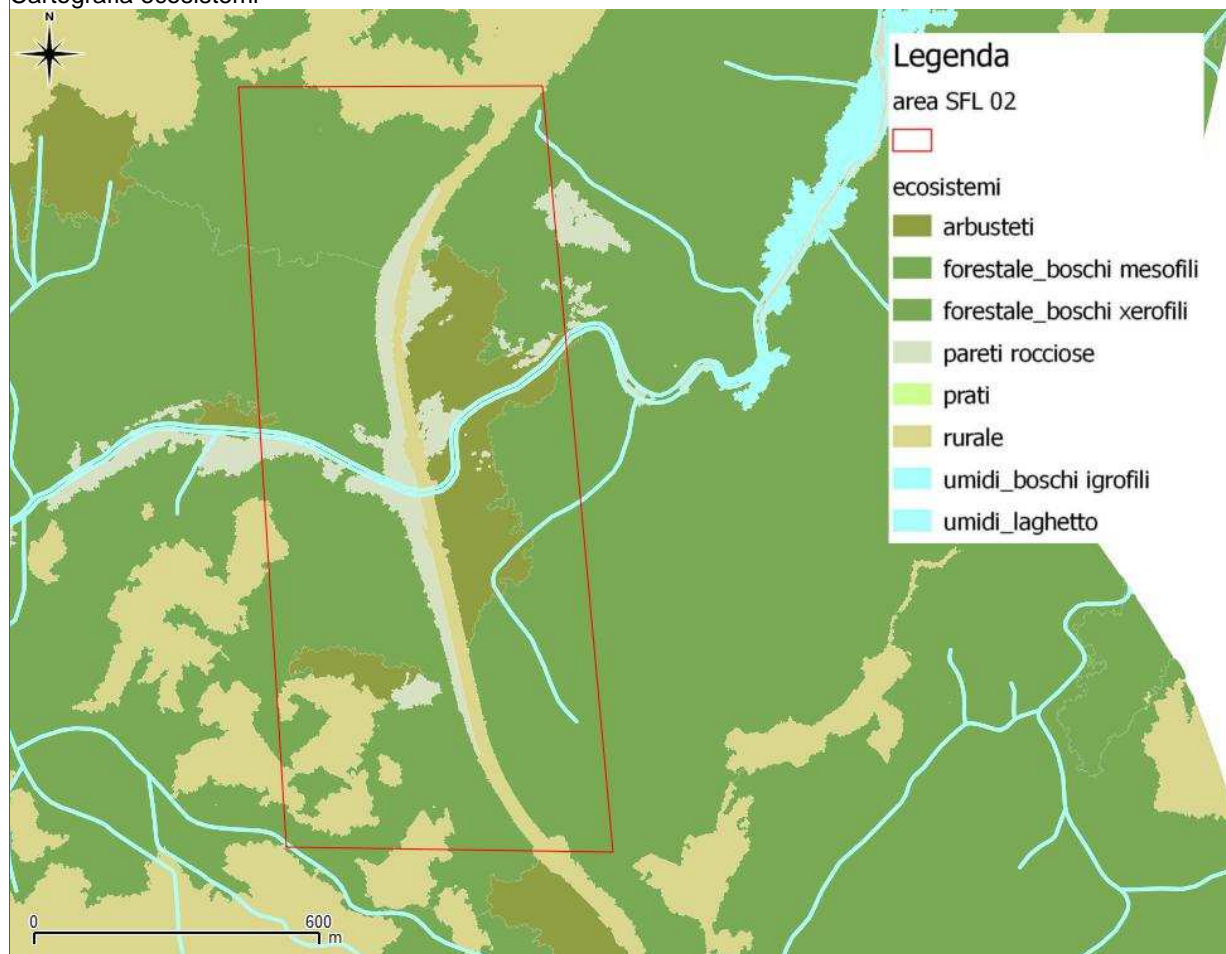 Cartografia ecosistemi
N
Legenda
area SFL 02
ecosistemi
arbusteti
forestale_boschi mesofili
forestale_boschi xerofili
pareti rocciose
prati
rurale
umidi_boschi igrofili
umidi_laghetto
0 600
m